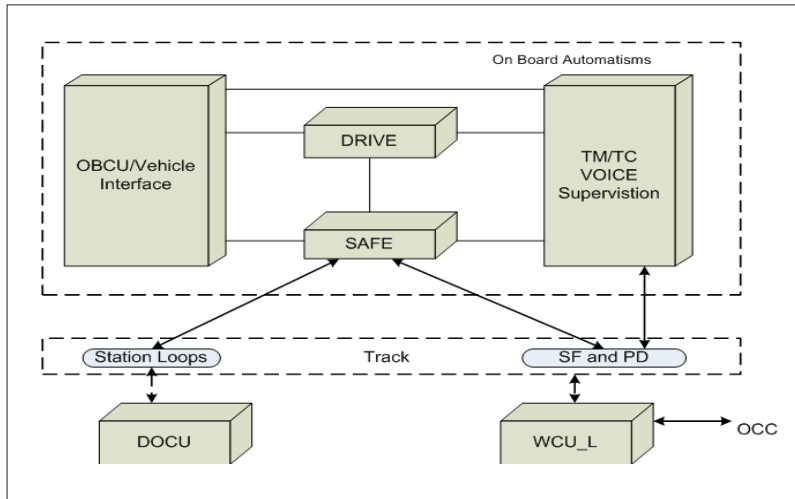 On Board Automatisms
OBCU/Vehicle
Interface
DRIVE
TM/TC
VOICE
Supervistion
SAFE
Station Loops
Track
SF and PD
DOCU
WCU_L
OCC